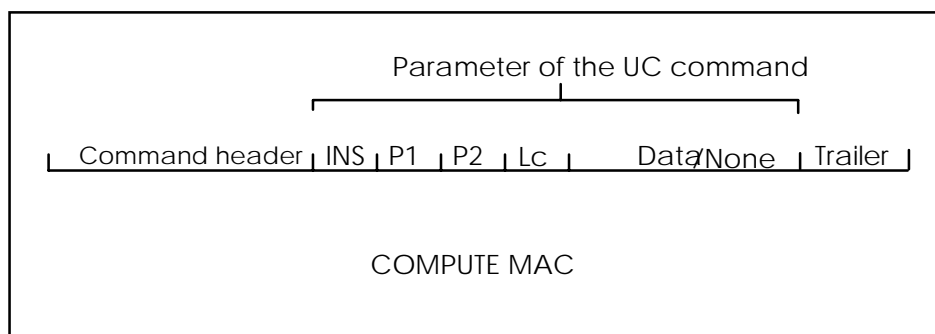 Parameter of the UC command
Command header INS P1 P2 Lc Data/None Trailer
COMPUTE MAC